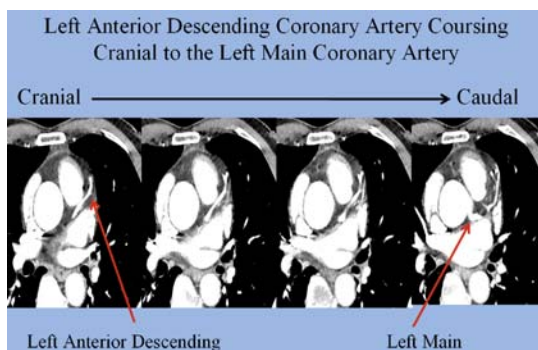 Left Anterior Descending Coronary Artery Coursing
Cranial to the Left Main Coronary Artery
Cranial
Caudal
Left Anterior Descending
Left Main